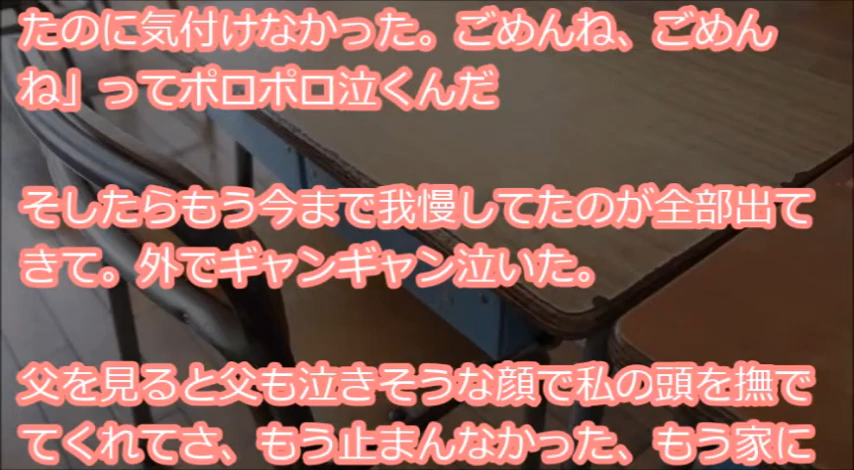 たのに気付けなかった。ごめんね、ごめん
ね」ってポロポロ泣くんだ
そしたらもう今まで我慢してたのが全部出て
きて。外でギャンギャン泣いた。
父を見ると父も泣きそうな顔で私の頭を撫で
てくれてさ、もう止まんなかった、もう家に